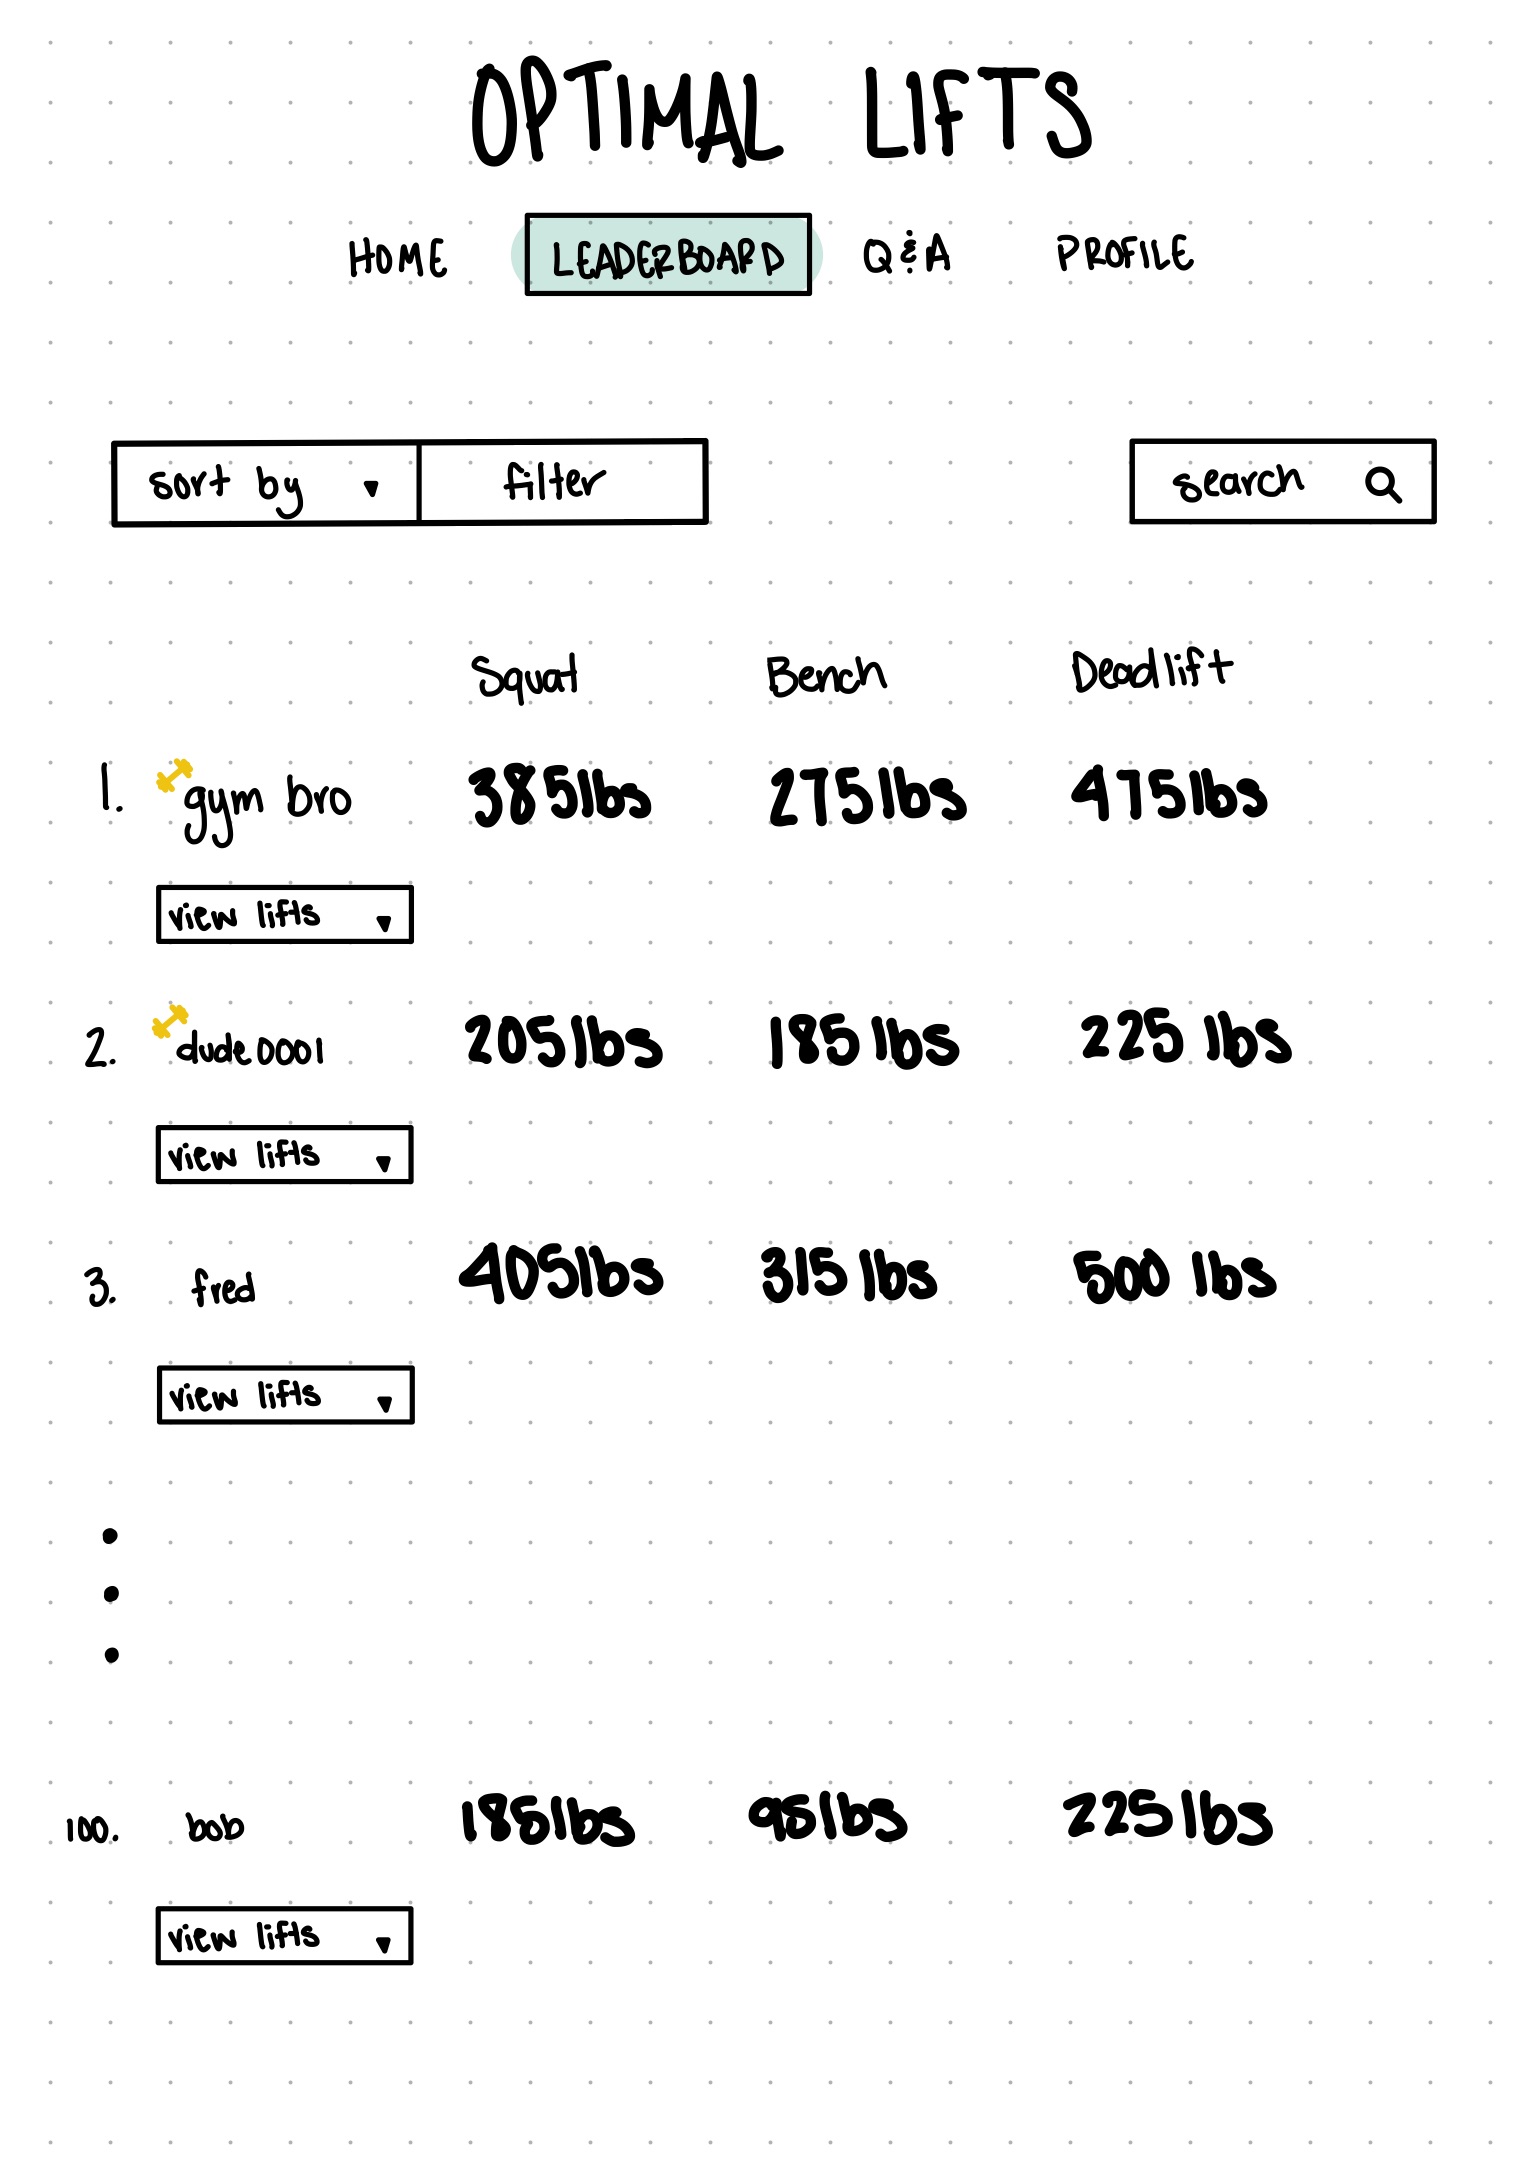 OPTIMAL LIFTS
HOME LEADERBOARD Q & A PROFILE
sort by filter search
Squat Bench Deadlift
1. gym bro 385lbs 275lbs 475lbs
view lifts
2. dude0001 205lbs 185 lbs 225 lbs
view lifts
3. fred 405lbs 315 lbs 500 lbs
view lifts
100. bob 185lbs 95lbs 225lbs
view lifts